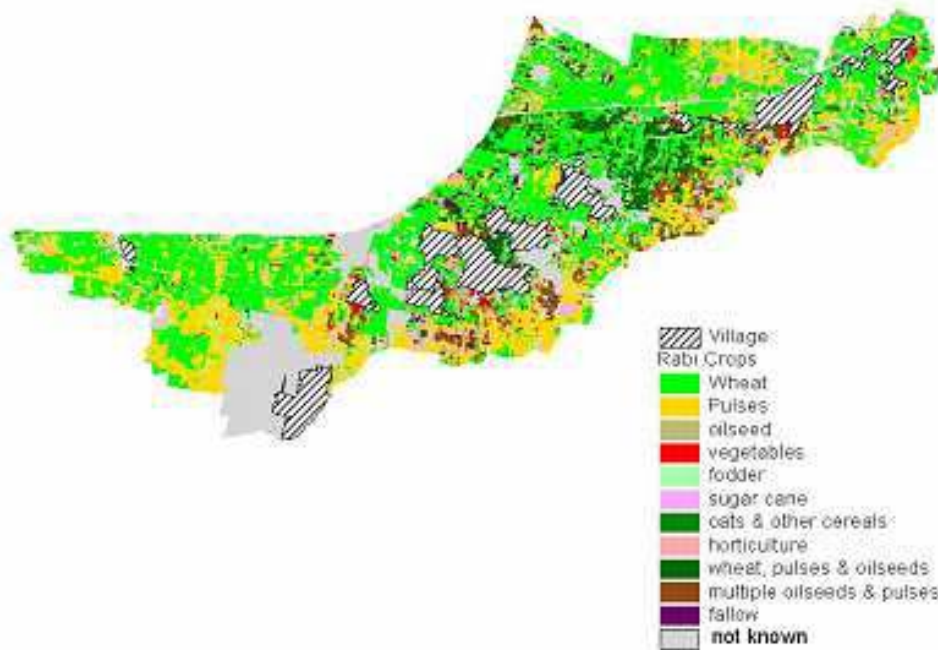 Village
Rabi Crops
Wheat
Pulses
oilseed
vegetables
fodder
sugar cane
oats & other cereals
horticulture
wheat, pulses & oilseeds
multiple oilseeds & pulses
fallow
not known